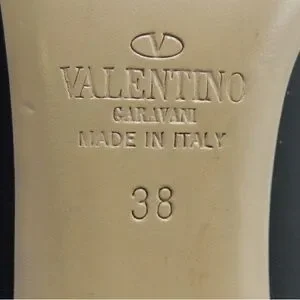 V
VALENTINO
GARAVANI
MADE IN ITALY
38